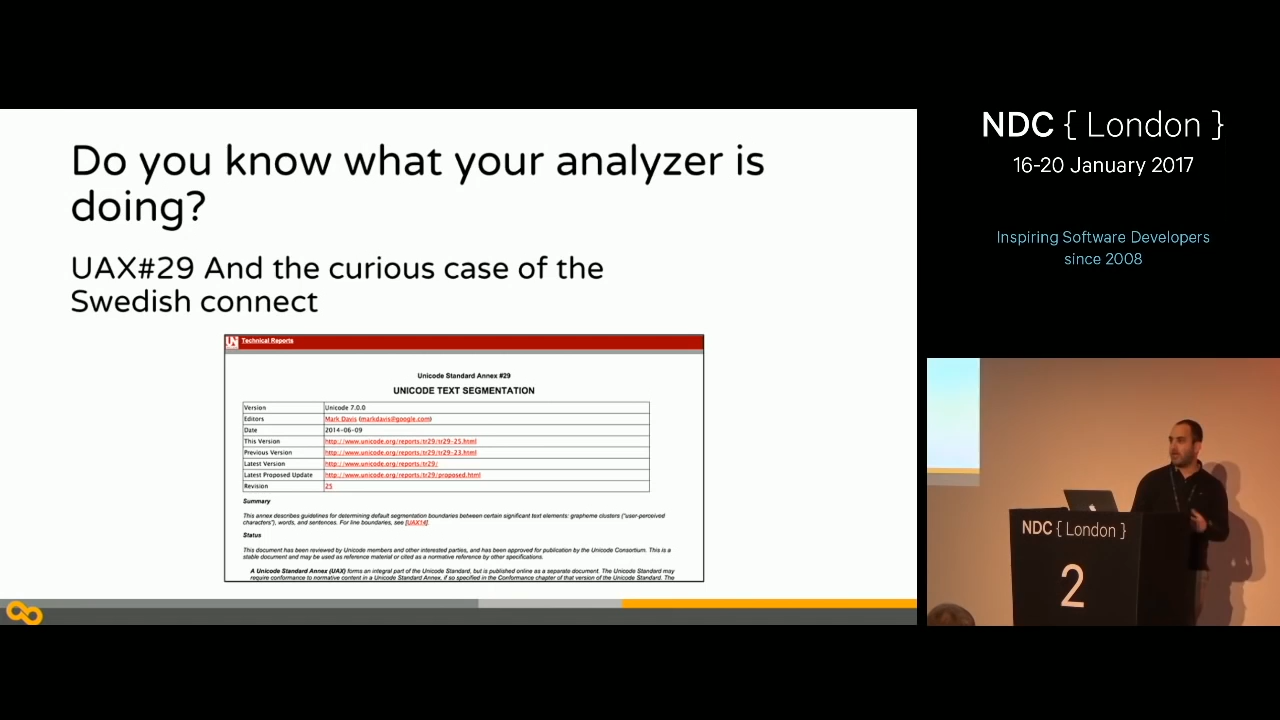 Do you know what your analyzer is
doing?
UAX#29 And the curious case of the
Swedish connect
UN Technical Reports
Unicode Standard Annex #29
UNICODE TEXT SEGMENTATION
Version Unicode 7.0.0
Editors Mark Davis (markdavis@google.com)
Date 2014-06-09
This Version http://www.unicode.org/reports/tr29/tr29-25.html
Previous Version http://www.unicode.org/reports/tr29/tr29-23.html
Latest Version http://www.unicode.org/reports/tr29/
Latest Proposed Update http://www.unicode.org/reports/tr29/proposed.html
Revision 25
Summary
This annex describes guidelines for determining default segmentation boundaries between certain significant text elements: grapheme clusters ("user-perceived
characters"), words, and sentences. For line boundaries, see [UAX14].
Status
This document has been reviewed by Unicode members and other interested parties, and has been approved for publication by the Unicode Consortium. This is a
stable document and may be used as reference material or cited as a normative reference by other specifications.
A Unicode Standard Annex (UAX) forms an integral part of the Unicode Standard, but is published online as a separate document. The Unicode Standard may
require conformance to normative content in a Unicode Standard Annex, if so specified in the Conformance chapter of that version of the Unicode Standard. The
NDC { London }
16-20 January 2017
Inspiring Software Developers
since 2008
NDC { London }
2